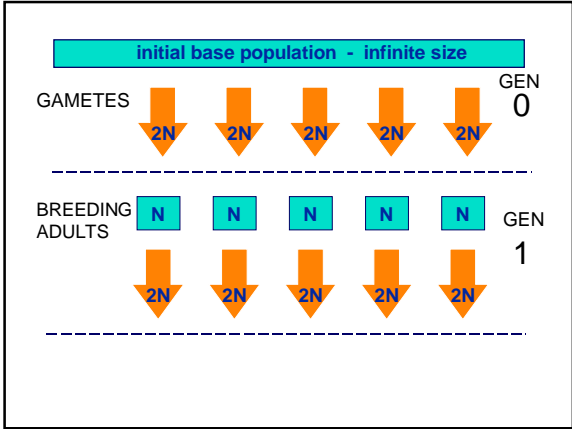 initial base population - infinite size
GEN
0
GAMETES
2N 2N 2N 2N 2N
BREEDING
ADULTS
N N N N N
GEN
1
2N 2N 2N 2N 2N